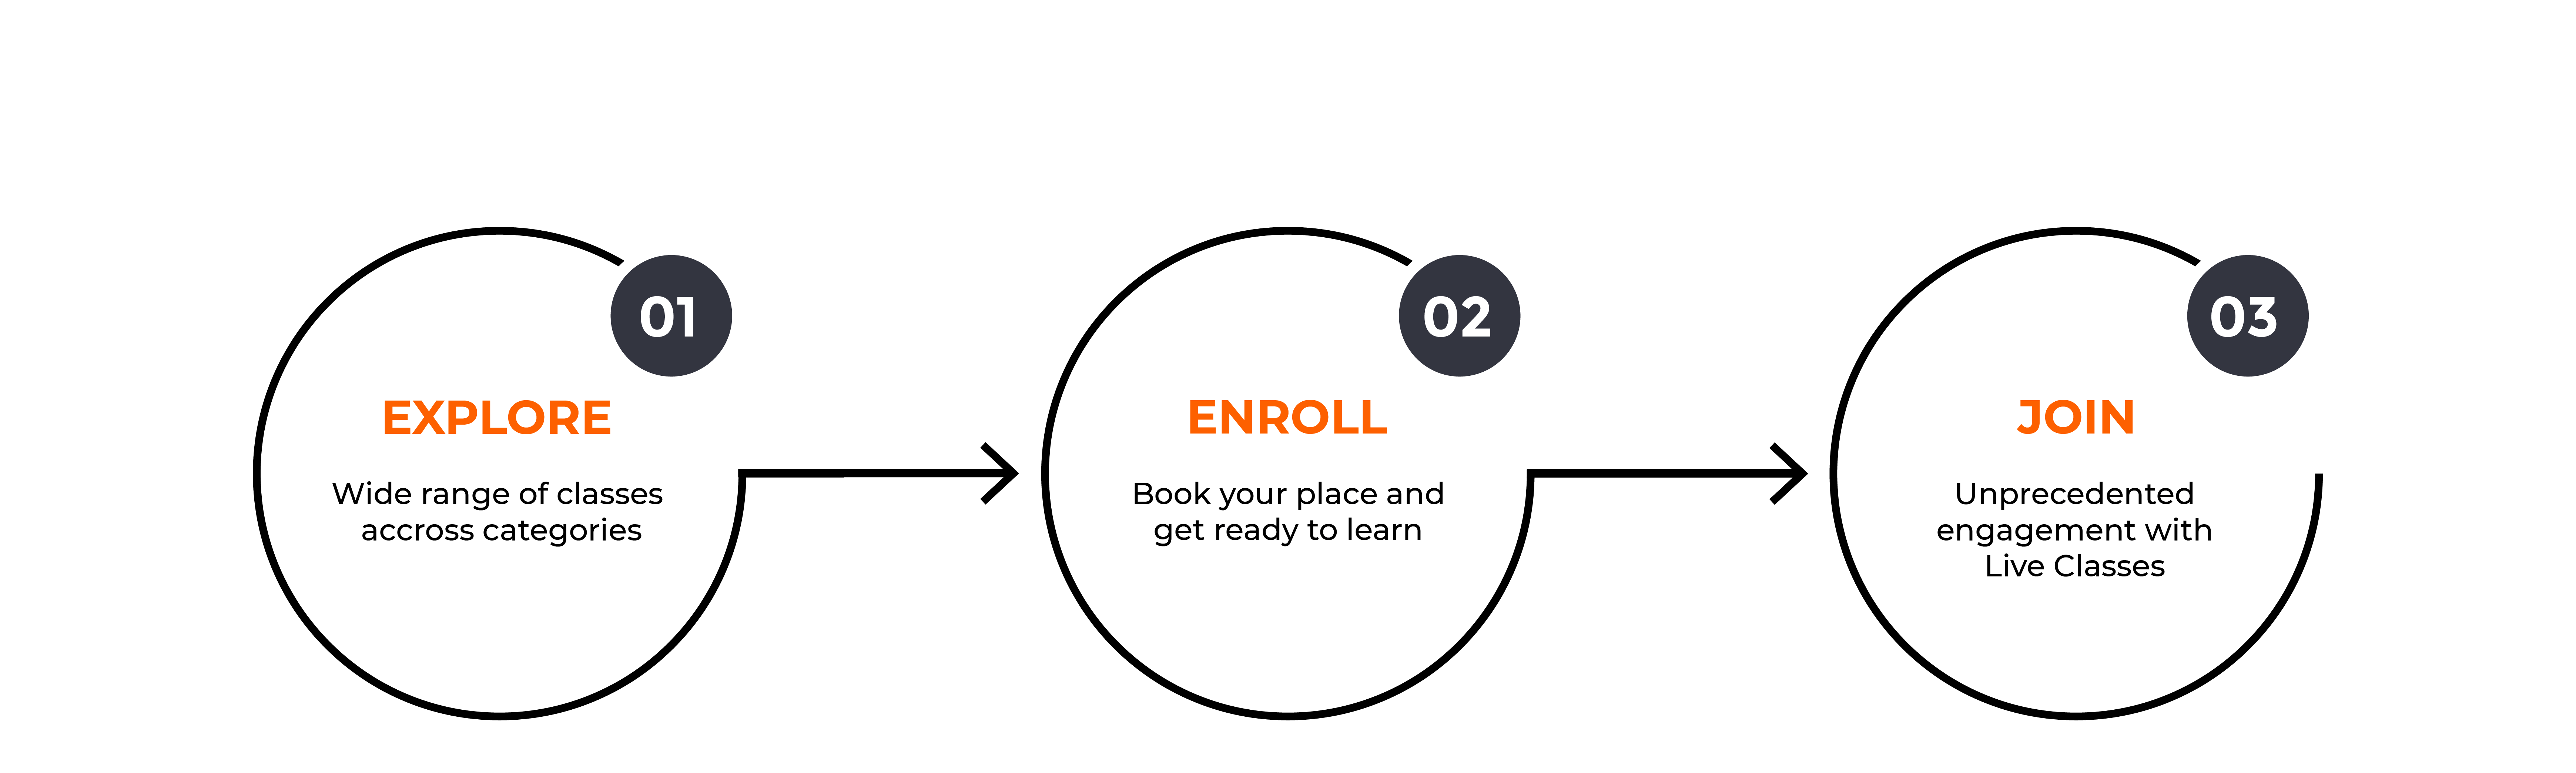 01
EXPLORE
Wide range of classes
accross categories
02
ENROLL
Book your place and
get ready to learn
03
JOIN
Unprecedented
engagement with
Live Classes